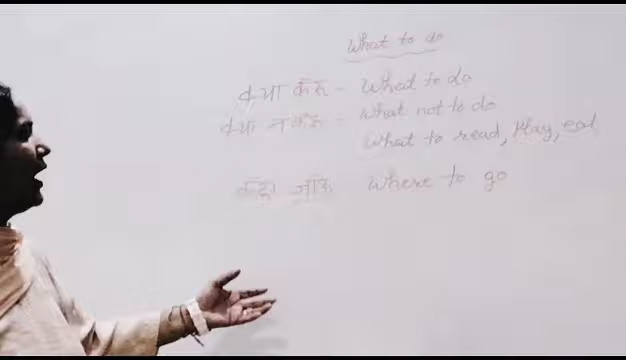 What to do
क्या करूँ - What to do
क्या न करूँ - What not to do
What to read, Play, eat
कहाँ जाऊँ Where to go